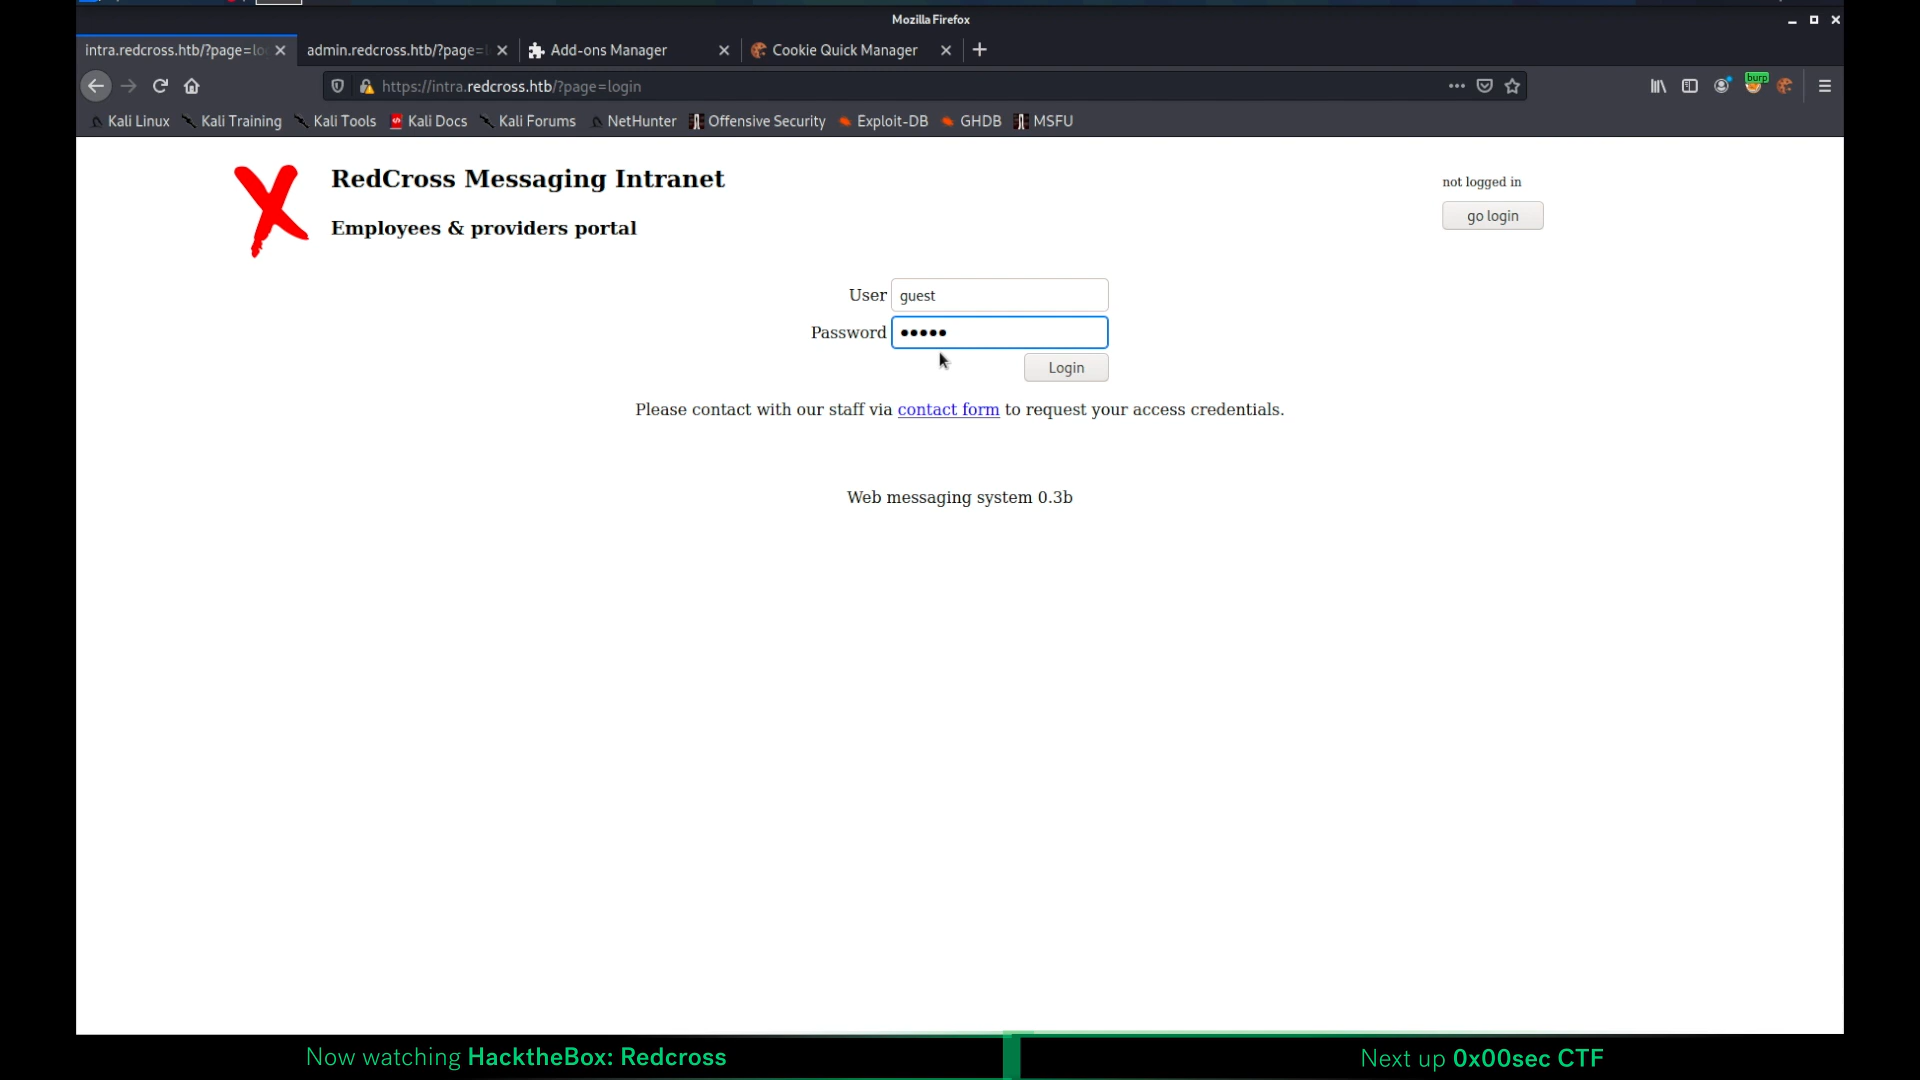 Mozilla Firefox
intra.redcross.htb/?page=lo
admin.redcross.htb/?page=l
Add-ons Manager
Cookie Quick Manager
https://intra.redcross.htb/?page=login
burp
Kali Linux
Kali Training
Kali Tools
Kali Docs
Kali Forums
NetHunter
Offensive Security
Exploit-DB
GHDB
MSFU
RedCross Messaging Intranet
Employees & providers portal
not logged in
go login
User guest
Password •••••
Login
Please contact with our staff via contact form to request your access credentials.
Web messaging system 0.3b
Now watching HacktheBox: Redcross
Next up 0x00sec CTF